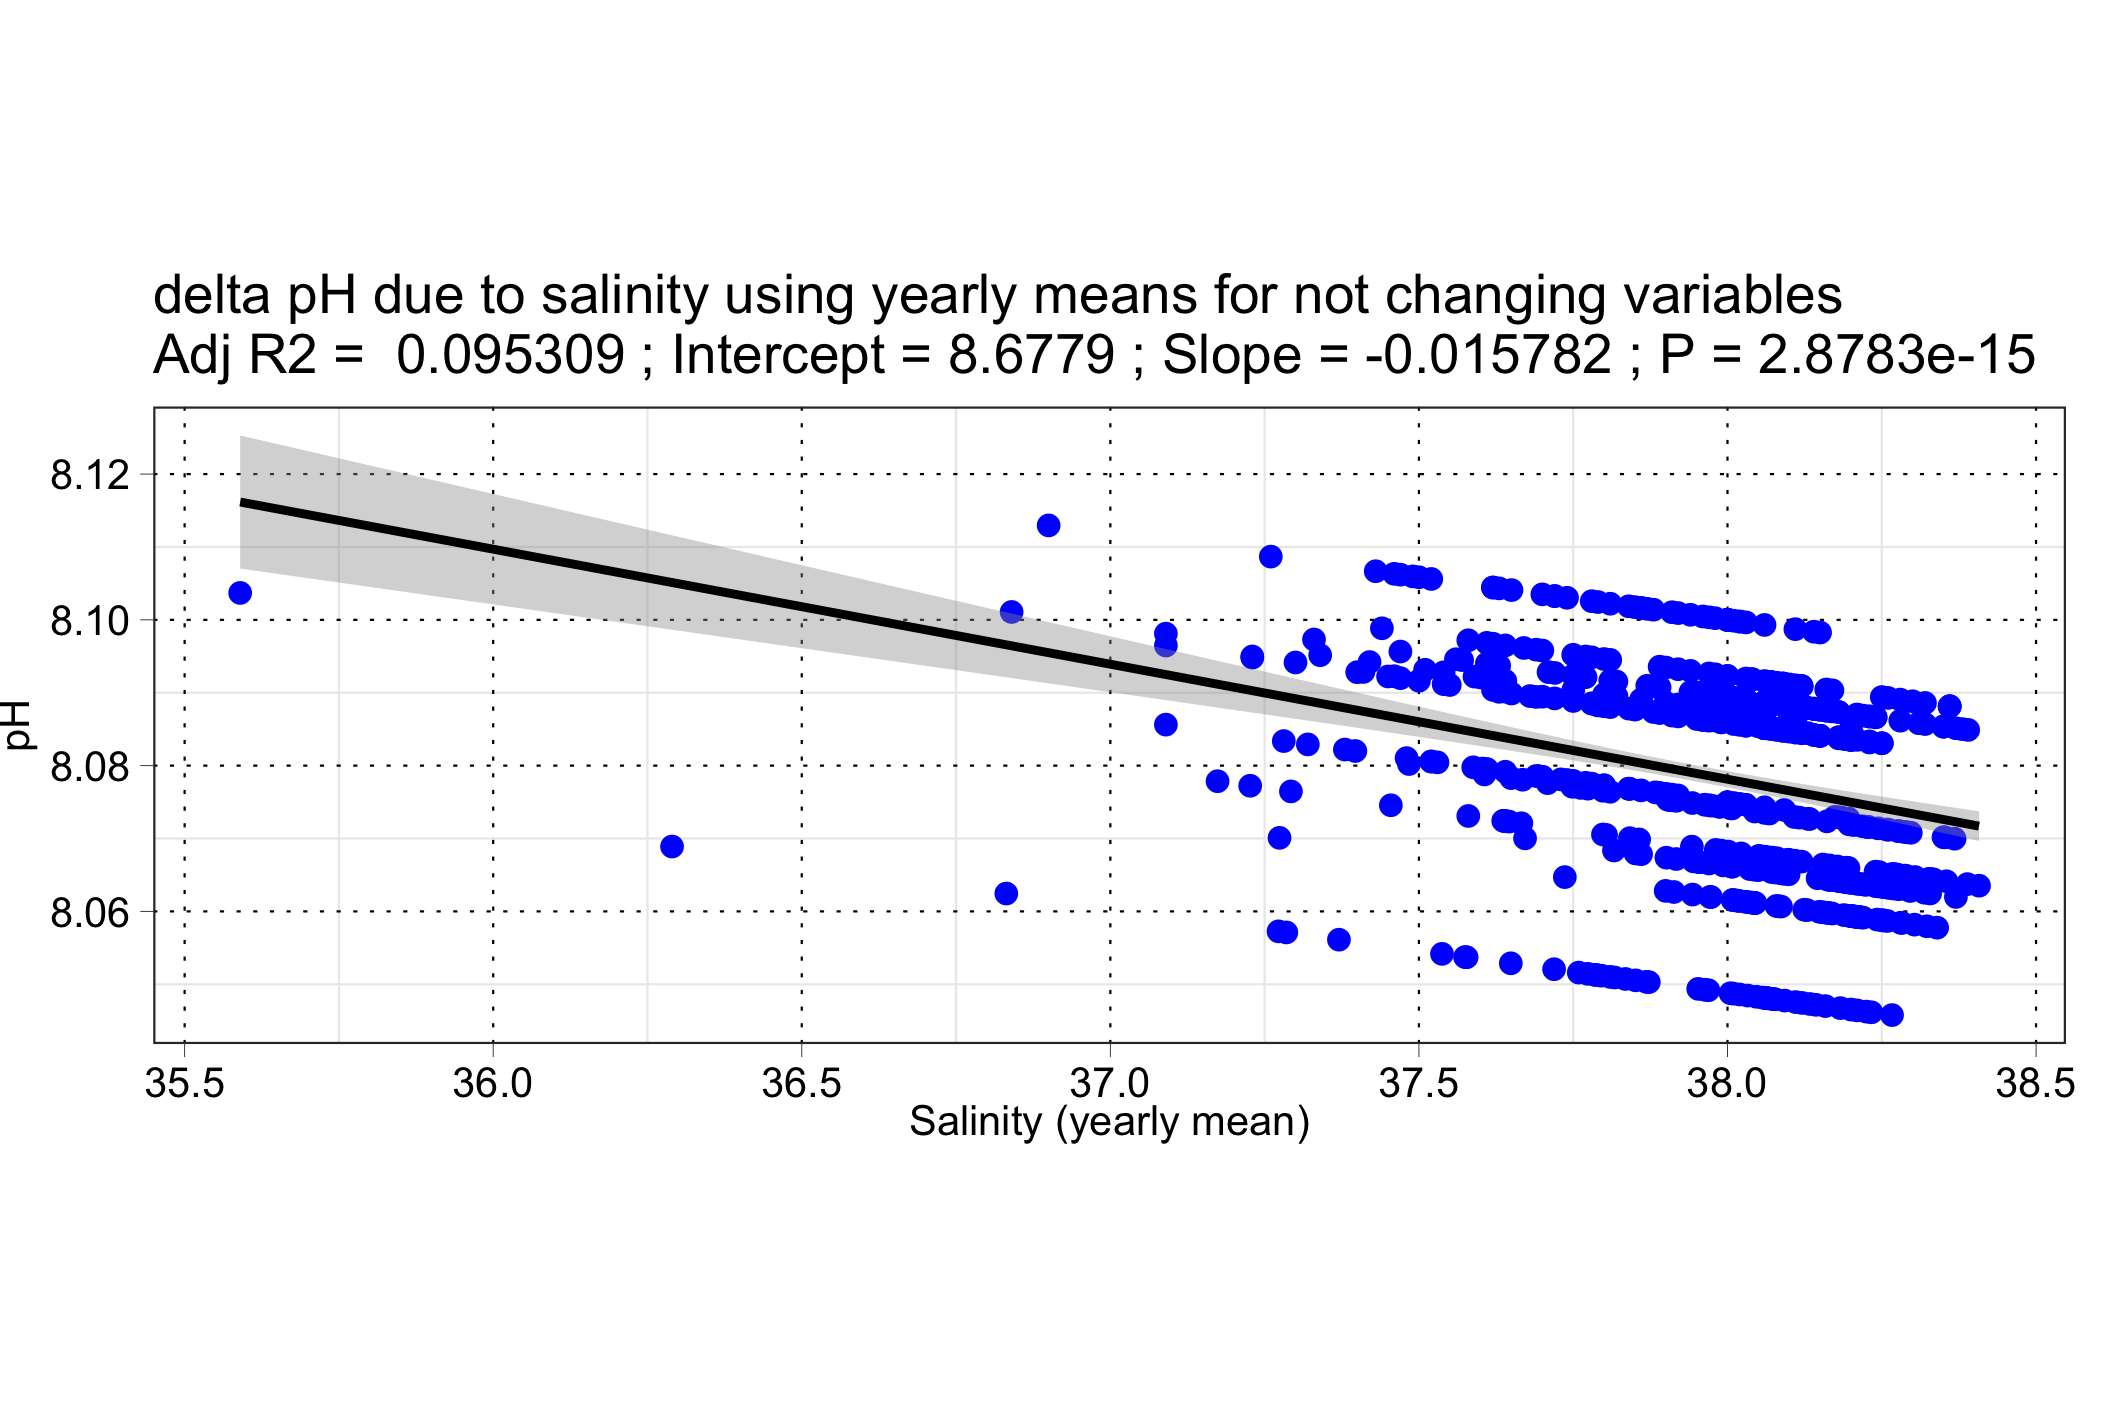 delta pH due to salinity using yearly means for not changing variables
Adj R2 =  0.095309 ; Intercept = 8.6779 ; Slope = -0.015782 ; P = 2.8783e-15
8.12
8.10
8.08
8.06
pH
35.5 36.0 36.5 37.0 37.5 38.0 38.5
Salinity (yearly mean)